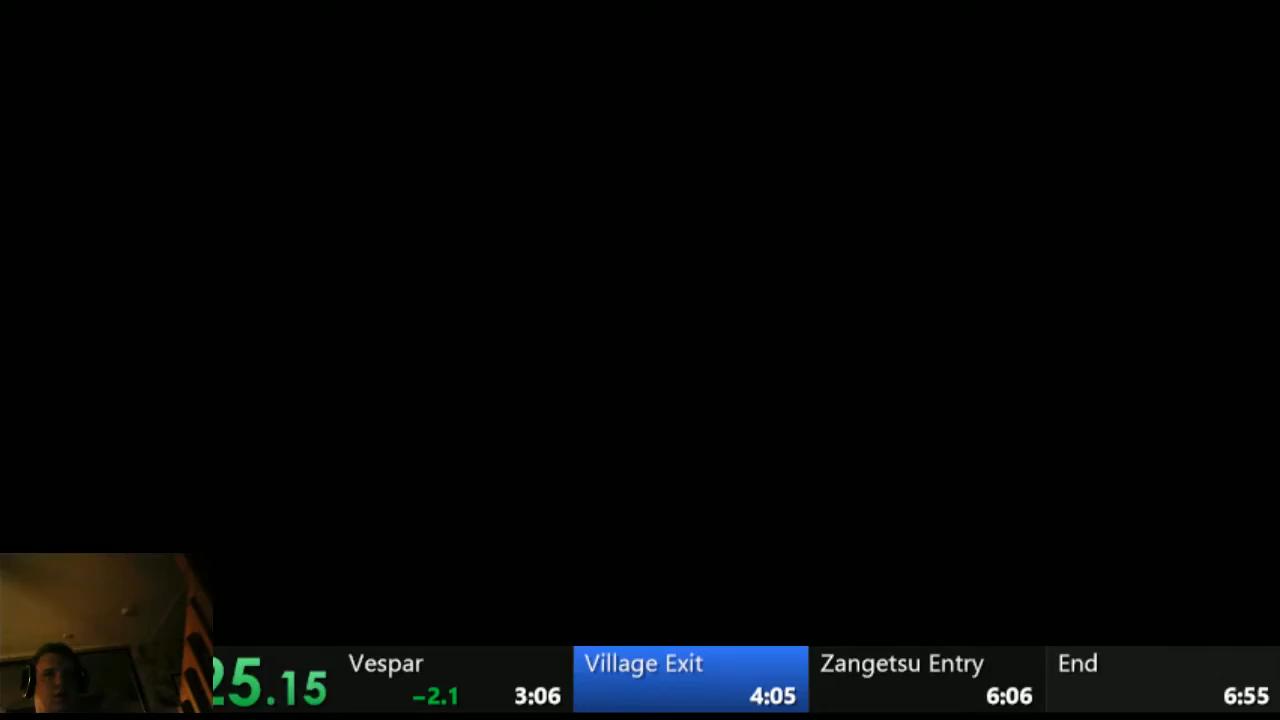 25.15
Vespar
−2.1 3:06
Village Exit
4:05
Zangetsu Entry
6:06
End
6:55